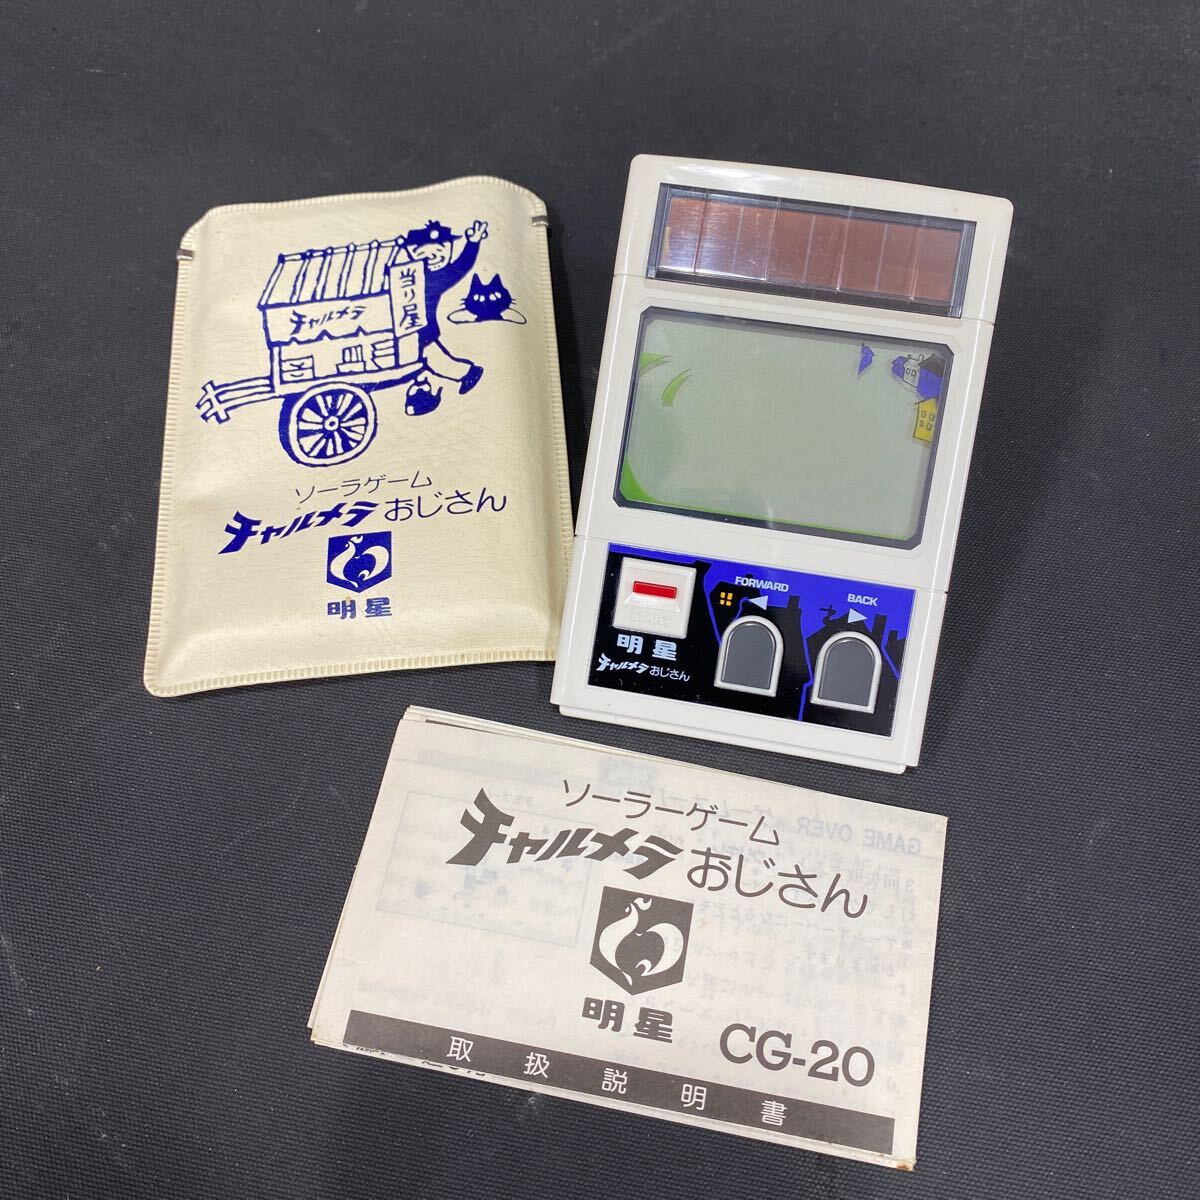 チャルメラ
当り屋
ソーラゲーム
チャルメラおじさん
明星
START
FORWARD
BACK
明星
チャルメラおじさん
ソーラーゲーム
チャルメラおじさん
明星
CG-20
取扱説明書
GAME OVER